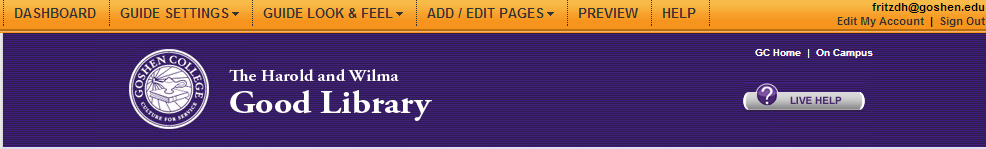 DASHBOARD GUIDE SETTINGS GUIDE LOOK & FEEL ADD / EDIT PAGES PREVIEW HELP
fritzdh@goshen.edu
Edit My Account | Sign Out
GC Home | On Campus
GOSHEN COLLEGE
CULTURE FOR SERVICE
The Harold and Wilma
Good Library
? LIVE HELP